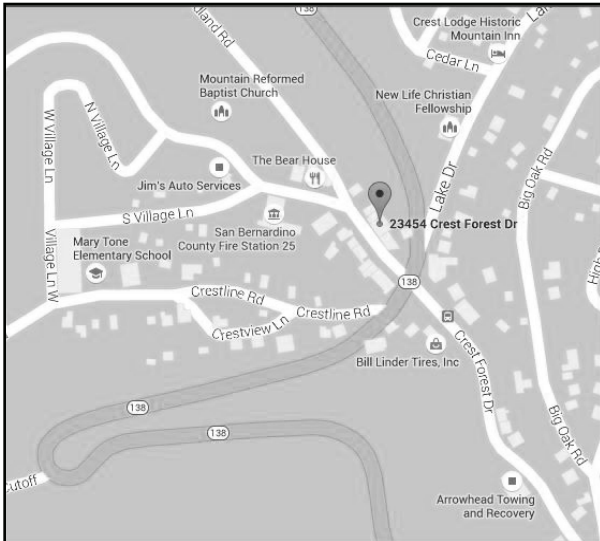 138
Crest Lodge Historic
Mountain Inn
Cedar Ln
Mountain Reformed
Baptist Church
New Life Christian
Fellowship
W Village Ln
N Village Ln
The Bear House
Jim's Auto Services
Lake Dr
Big Oak Rd
S Village Ln
San Bernardino
County Fire Station 25
23454 Crest Forest Dr
Mary Tone
Elementary School
Village Ln W
138
Crestline Rd
Crestline Rd
Crestview Ln
Bill Linder Tires, Inc
Crest Forest Dr
138
138
Big Oak Rd
Cutoff
Arrowhead Towing
and Recovery